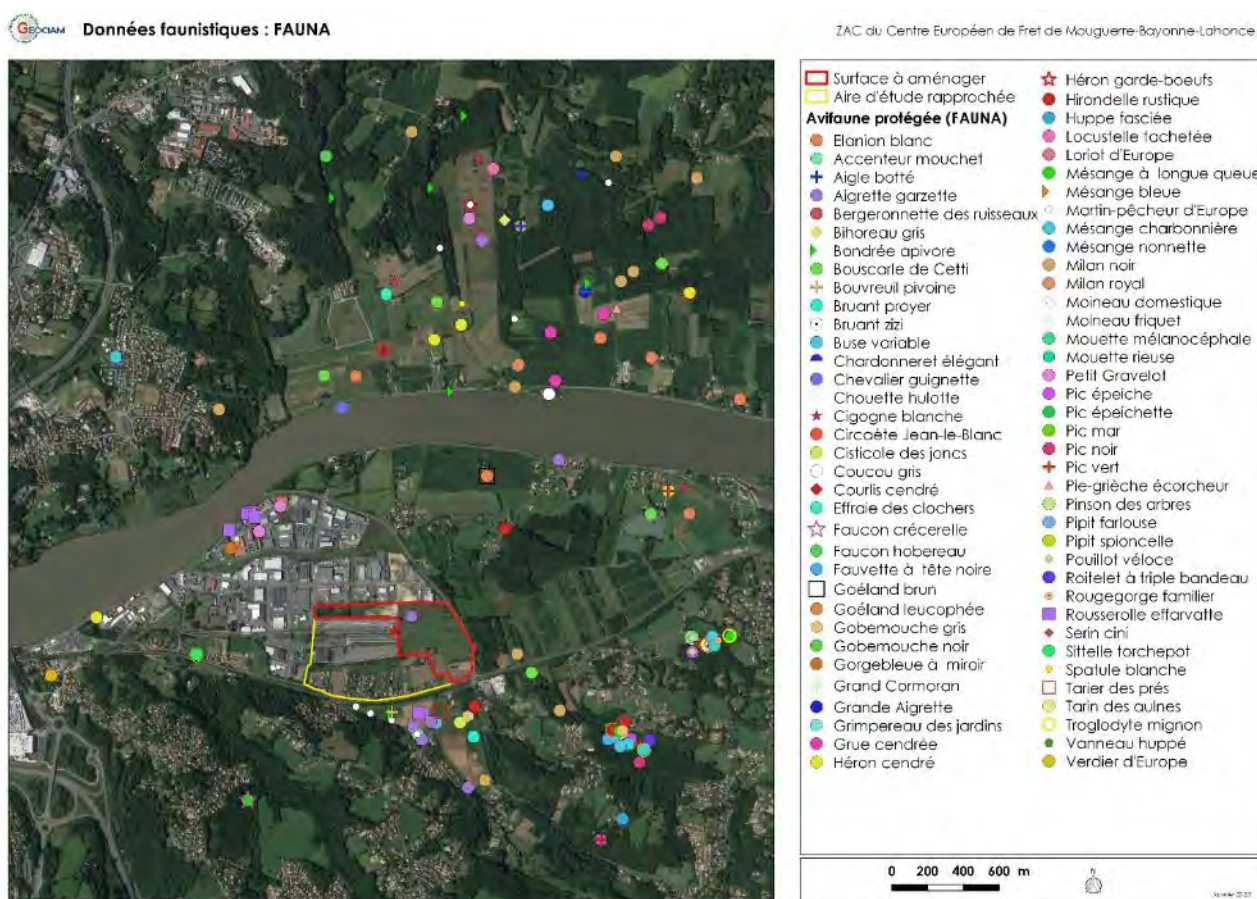 GEOCIAM
Données faunistiques : FAUNA
ZAC du Centre Européen de Fret de Mouguerre-Bayonne-Lahonce
Surface à aménager
Aire d'étude rapprochée
Avifaune protégée (FAUNA)
Elanion blanc
Accenteur mouchet
Aigle botté
Aigrette garzette
Bergeronnette des ruisseaux
Bihoreau gris
Bondrée apivore
Bouscarle de Cetti
Bouvreuil pivoine
Bruant proyer
Bruant zizi
Buse variable
Chardonneret élégant
Chevalier guignette
Chouette hulotte
Cigogne blanche
Circaète Jean-le-Blanc
Cisticole des joncs
Coucou gris
Courlis cendré
Effraie des clochers
Faucon crécerelle
Faucon hobereau
Fauvette à tête noire
Goéland brun
Goéland leucophée
Gobemouche gris
Gobemouche noir
Gorgebleue à miroir
Grand Cormoran
Grande Aigrette
Grimpereau des jardins
Grue cendrée
Héron cendré
Héron garde-boeufs
Hirondelle rustique
Huppe fasciée
Locustelle tachetée
Loriot d'Europe
Mésange à longue queue
Mésange bleue
Martin-pêcheur d'Europe
Mésange charbonnière
Mésange nonnette
Milan noir
Milan royal
Moineau domestique
Moineau friquet
Mouette mélanocéphale
Mouette rieuse
Petit Gravelot
Pic épeiche
Pic épeichette
Pic mar
Pic noir
Pic vert
Pie-grièche écorcheur
Pinson des arbres
Pipit farlouse
Pipit spioncelle
Pouillot véloce
Roitelet à triple bandeau
Rougegorge familier
Rousserolle effarvatte
Serin cini
Sittelle torchepot
Spatule blanche
Tarier des prés
Tarin des aulnes
Troglodyte mignon
Vanneau huppé
Verdier d'Europe
0 200 400 600 m